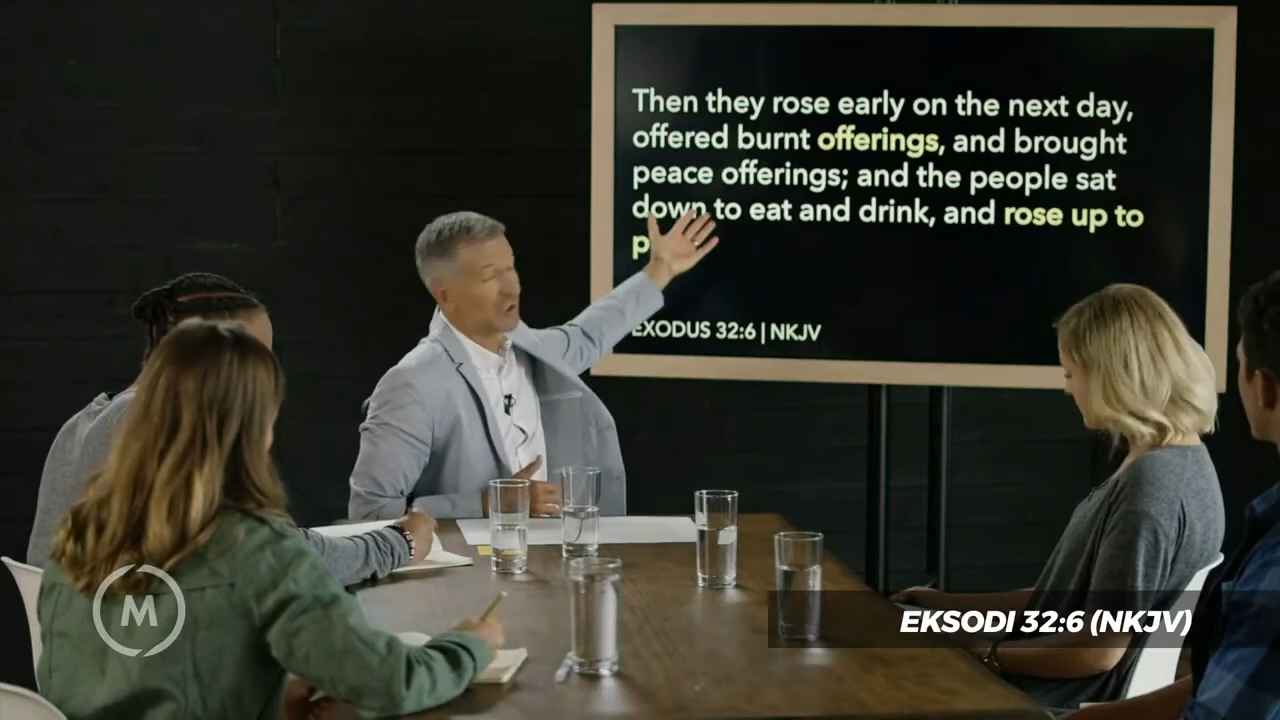 Then they rose early on the next day,
offered burnt offerings, and brought
peace offerings; and the people sat
down to eat and drink, and rose up to
EXODUS 32:6 | NKJV
M
EKSODI 32:6 (NKJV)